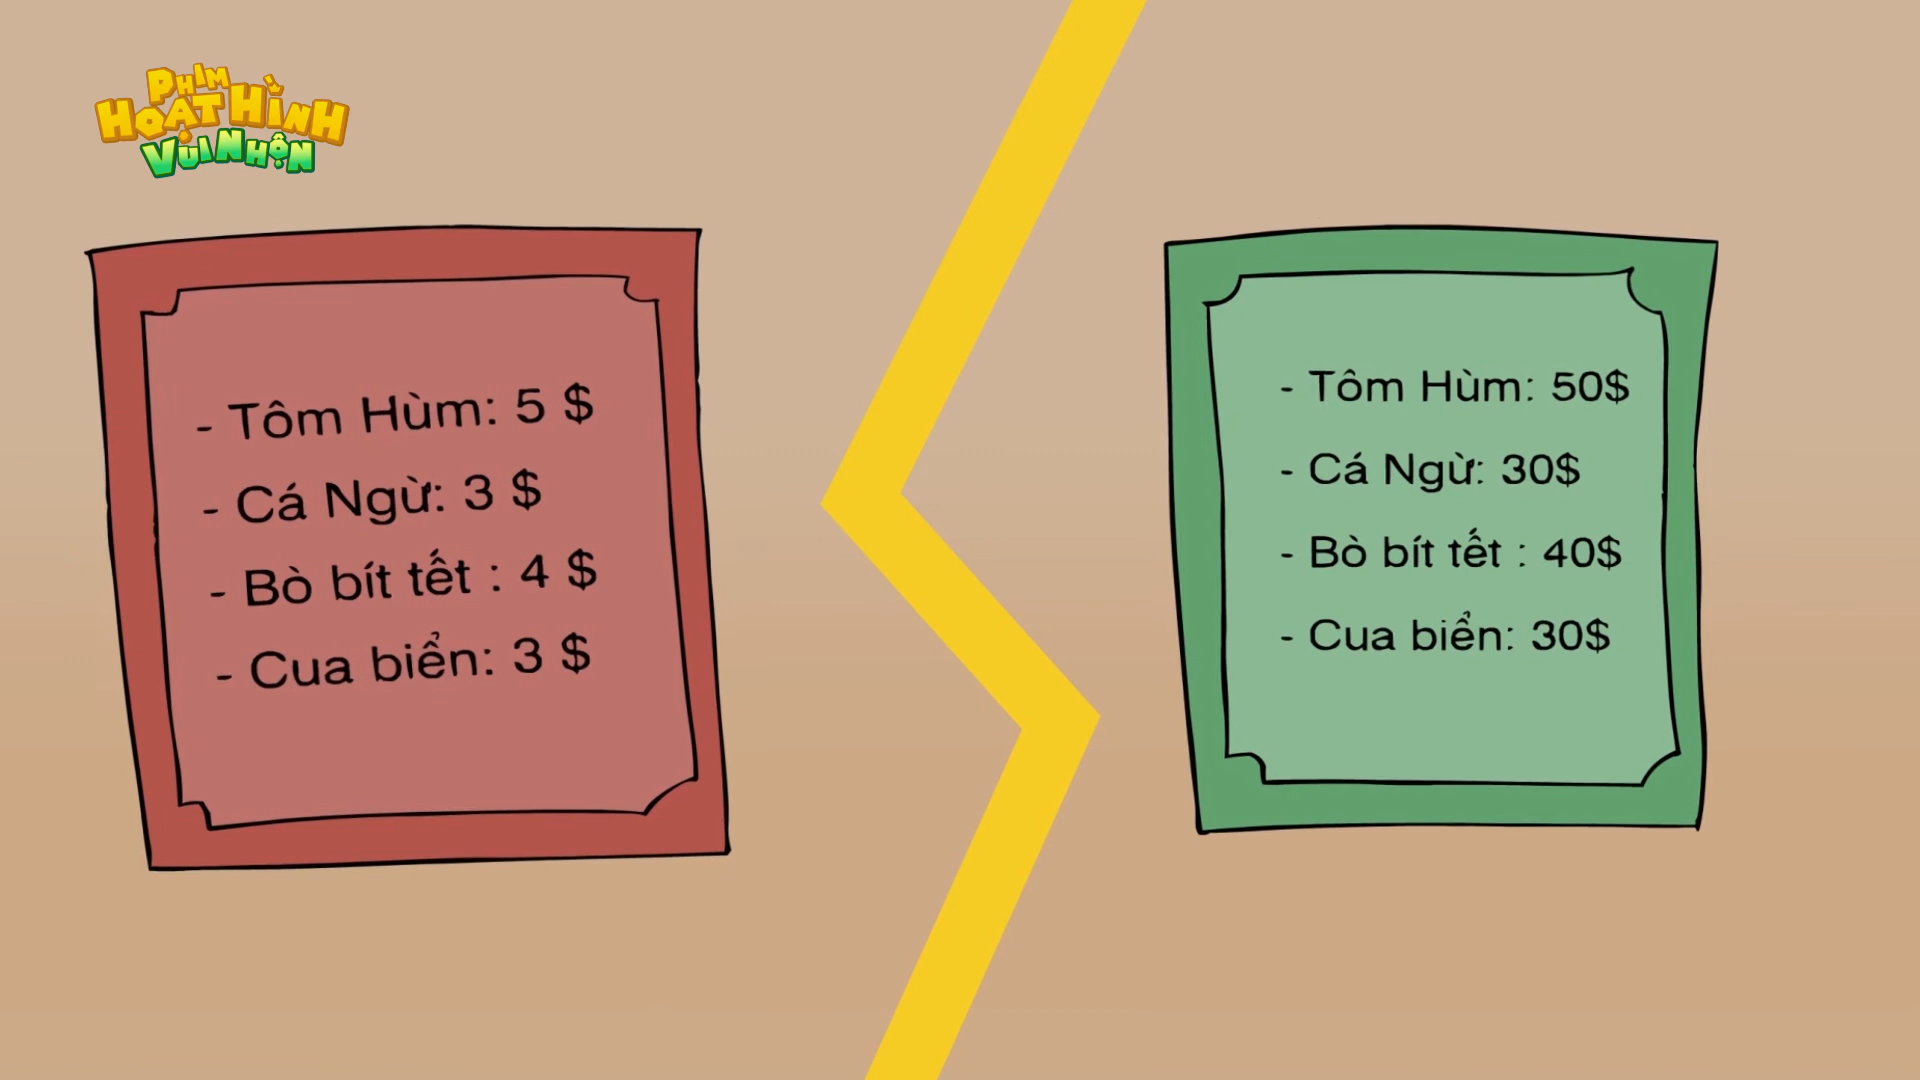 PHIM
HOẠT HÌNH
VUI NHỘN
- Tôm Hùm: 5 $
- Cá Ngừ: 3 $
- Bò bít tết : 4 $
- Cua biển: 3 $
- Tôm Hùm: 50$
- Cá Ngừ: 30$
- Bò bít tết : 40$
- Cua biển: 30$